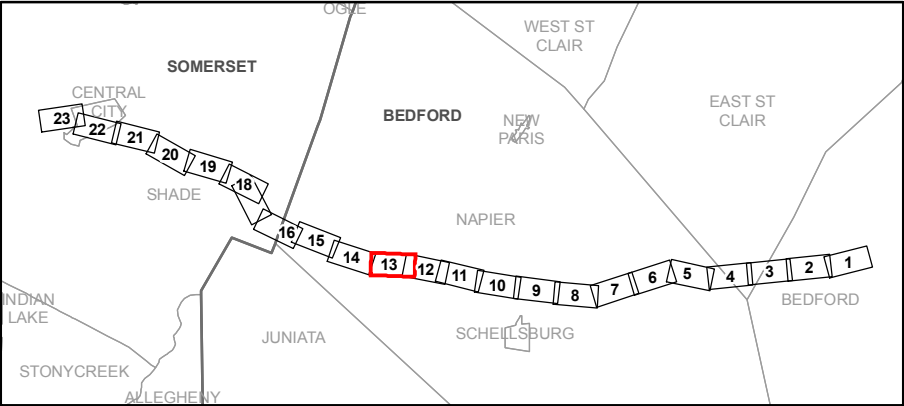 OGLE
WEST ST
CLAIR
SOMERSET
CENTRAL
CITY
EAST ST
CLAIR
BEDFORD
NEW
PARIS
23
22
21
20
19
18
SHADE
NAPIER
16
15
14
13
12
11
10
9
8
7
6
5
4
3
2
1
BEDFORD
INDIAN
LAKE
JUNIATA
SCHELLSBURG
STONYCREEK
ALLEGHENY